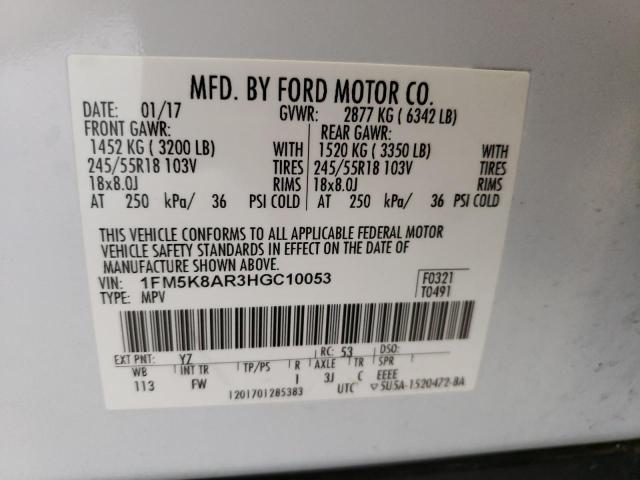 MFD. BY FORD MOTOR CO.
DATE: 01/17 GVWR: 2877 KG ( 6342 LB)
FRONT GAWR: REAR GAWR:
1452 KG ( 3200 LB) WITH 1520 KG ( 3350 LB) WITH
245/55R18 103V TIRES 245/55R18 103V TIRES
18x8.0J RIMS 18x8.0J RIMS
AT 250 kPa/ 36 PSI COLD AT 250 kPa/ 36 PSI COLD
THIS VEHICLE CONFORMS TO ALL APPLICABLE FEDERAL MOTOR
VEHICLE SAFETY STANDARDS IN EFFECT ON THE DATE OF
MANUFACTURE SHOWN ABOVE.
VIN: 1FM5K8AR3HGC10053 F0321
TYPE: MPV T0491
EXT PNT: YZ RC: 53 DSO:
WB INT TR TP/PS R AXLE TR SPR
113 FW I 3J C EEEE
1201701285383 UTC ▽5U5A-1520472-BA